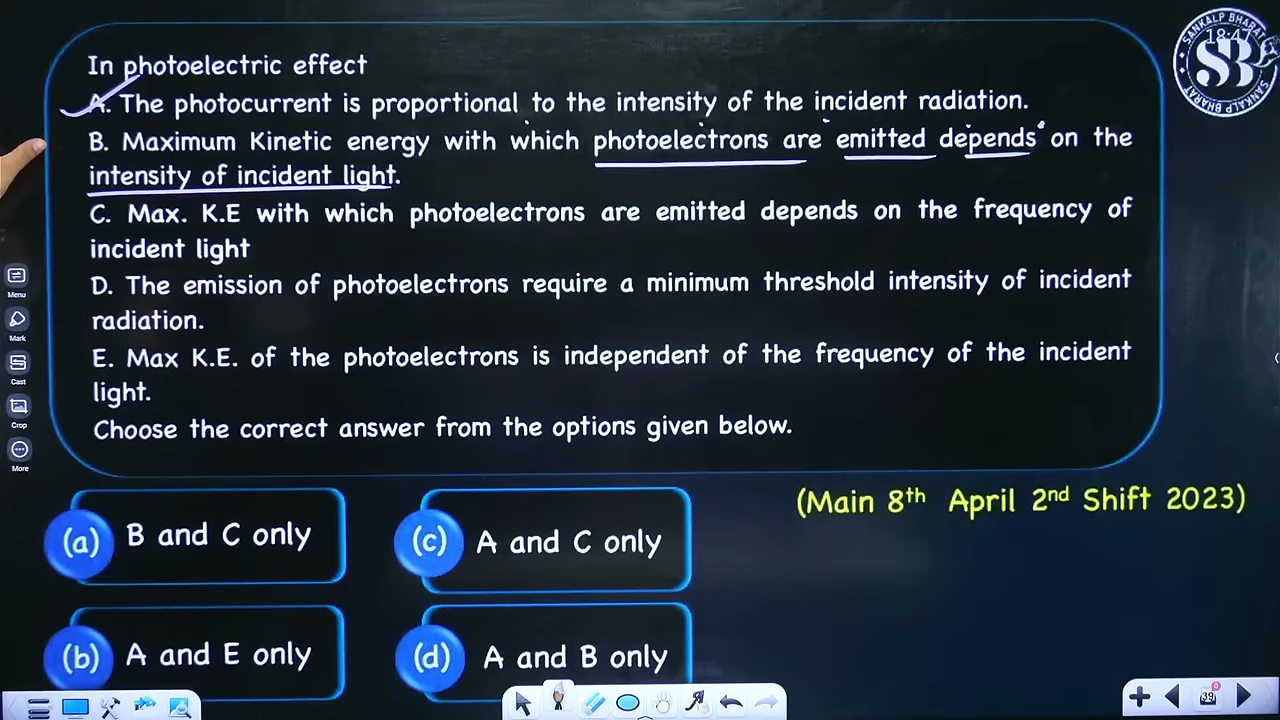 In photoelectric effect
A. The photocurrent is proportional to the intensity of the incident radiation.
B. Maximum Kinetic energy with which photoelectrons are emitted depends on the
intensity of incident light.
C. Max. K.E with which photoelectrons are emitted depends on the frequency of
incident light
D. The emission of photoelectrons require a minimum threshold intensity of incident
radiation.
E. Max K.E. of the photoelectrons is independent of the frequency of the incident
light.
Choose the correct answer from the options given below.
(Main 8th April 2nd Shift 2023)
(a) B and C only
(c) A and C only
(b) A and E only
(d) A and B only
SANKALP BHARAT
18:47
SB
SANKALP BHARAT
Menu
Mark
Cast
Crop
More
39